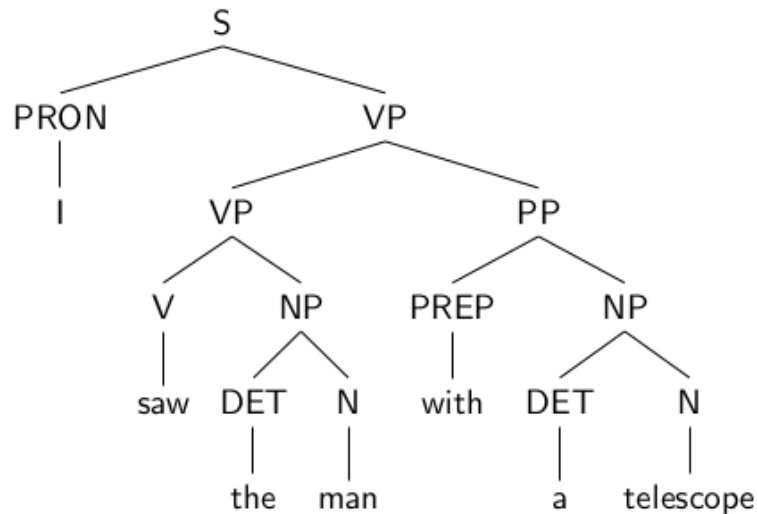 S
PRON VP
I VP PP
V NP PREP NP
saw DET N with DET N
the man a telescope